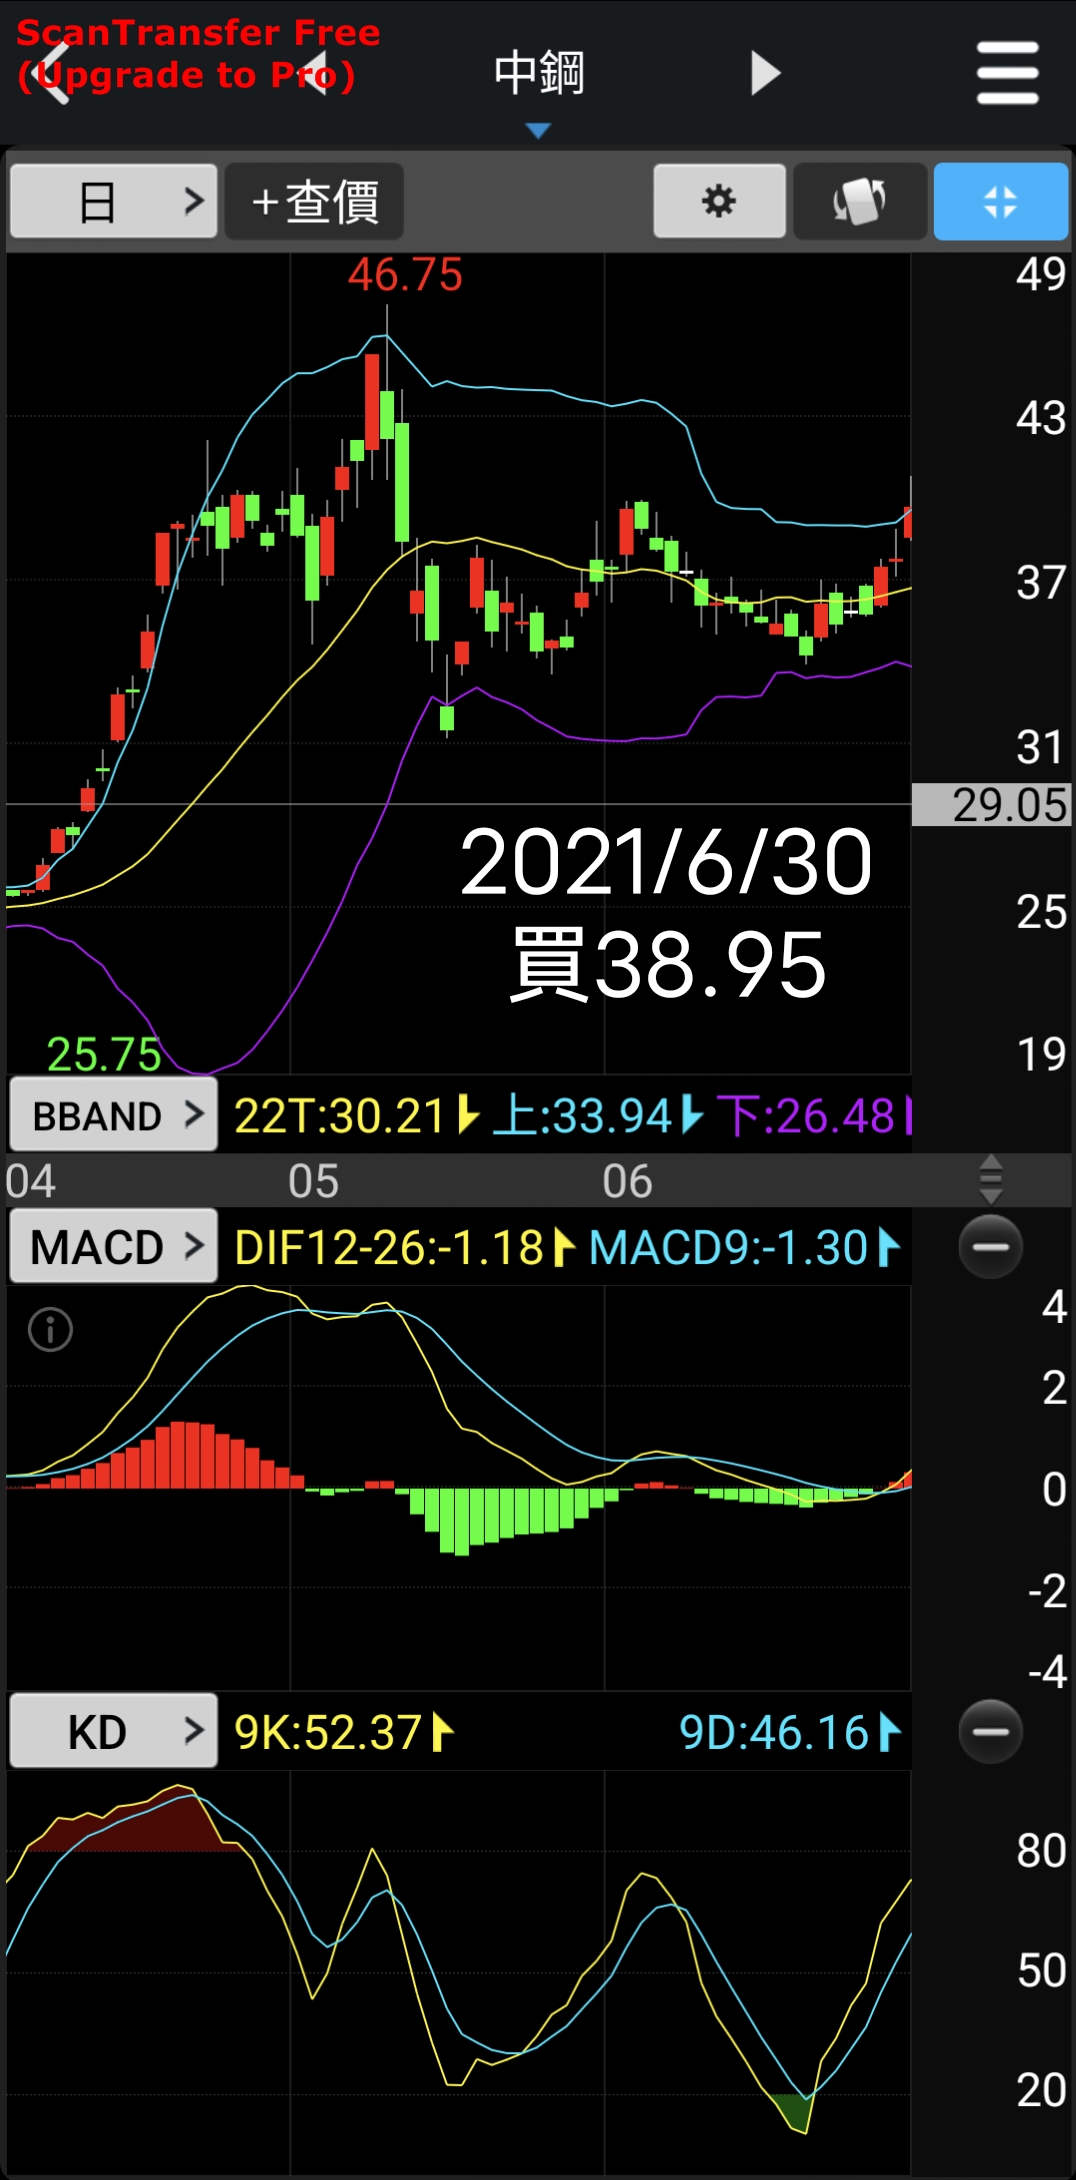 ScanTransfer Free
(Upgrade to Pro)
中鋼
日
+查價
46.75
49
43
37
31
29.05
25
19
2021/6/30
買38.95
25.75
BBAND
22T:30.21
上:33.94
下:26.48
04
05
06
MACD
DIF12-26:-1.18
MACD9:-1.30
4
2
0
-2
-4
KD
9K:52.37
9D:46.16
80
50
20